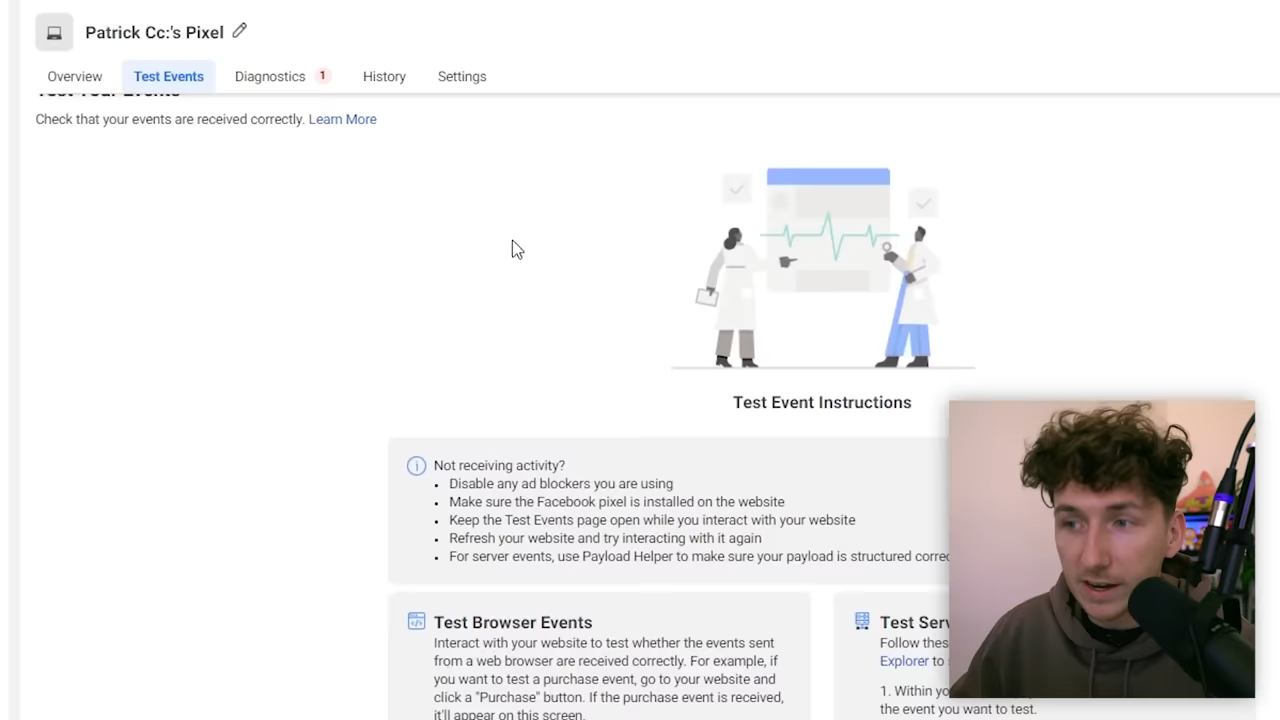 Patrick Cc:'s Pixel
Overview Test Events Diagnostics 1 History Settings
Test Your Events
Check that your events are received correctly. Learn More
Test Event Instructions
Not receiving activity?
• Disable any ad blockers you are using
• Make sure the Facebook pixel is installed on the website
• Keep the Test Events page open while you interact with your website
• Refresh your website and try interacting with it again
• For server events, use Payload Helper to make sure your payload is structured
Test Browser Events
Interact with your website to test whether the events sent
from a web browser are received correctly. For example, if
you want to test a purchase event, go to your website and
click a "Purchase" button. If the purchase event is received,
it'll appear on this screen.
Test
Follow
Explorer to
1. Within
the event you want to test.